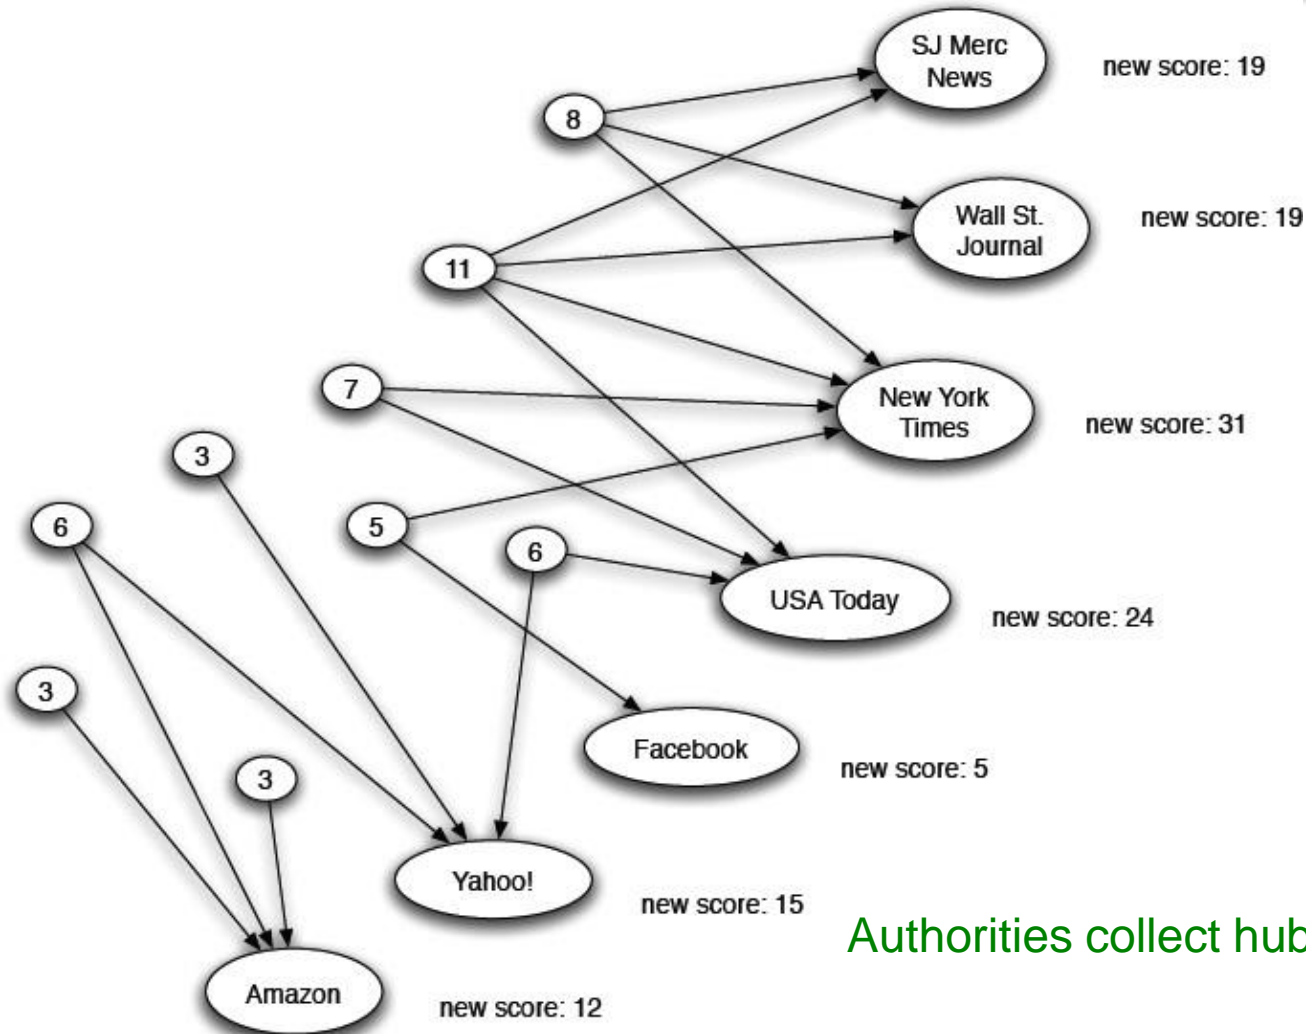 SJ Merc
News
new score: 19
8
Wall St.
Journal
new score: 19
11
New York
Times
new score: 31
7
3
6
5
6
USA Today
new score: 24
3
Facebook
new score: 5
3
Yahoo!
new score: 15
Authorities collect hub
Amazon
new score: 12